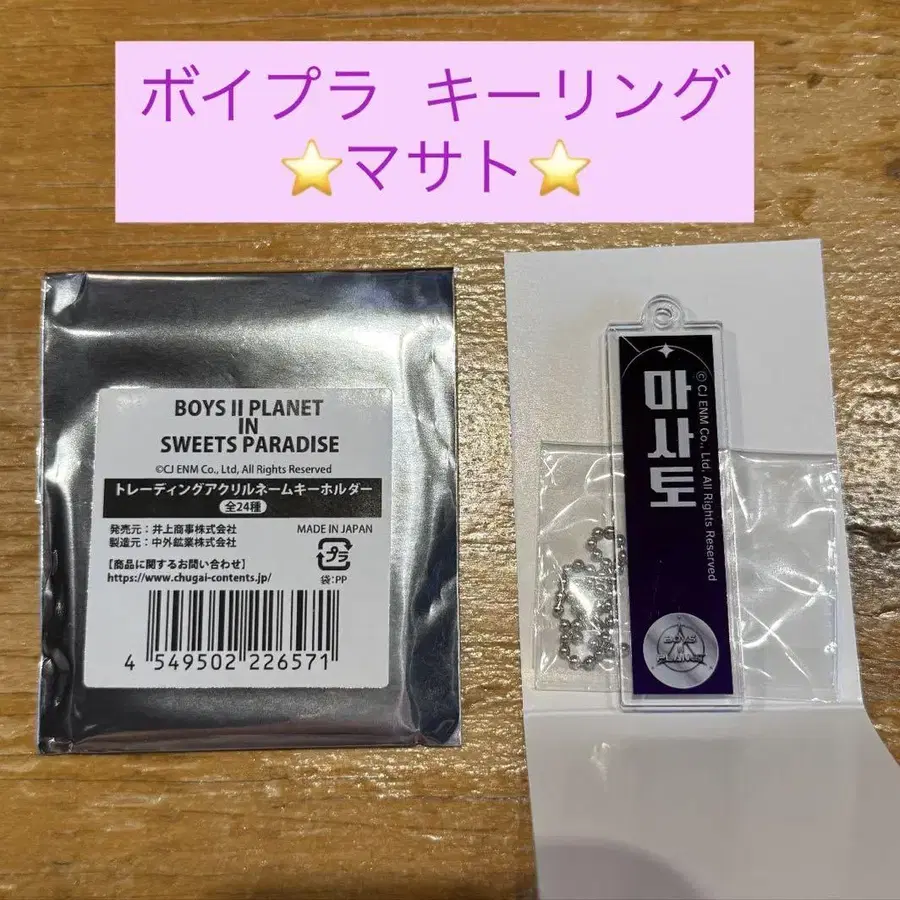 ボイプラ キーリング
⭐マサト⭐
BOYS II PLANET
IN
SWEETS PARADISE
©CJ ENM Co., Ltd, All Rights Reserved
トレーディングアクリルネームキーホルダー
全24種
発売元：井上商事株式会社
製造元：中外鉱業株式会社
MADE IN JAPAN
プラ
袋:PP
【商品に関するお問い合わせ】
https://www.chugai-contents.jp/
4 549502 226571
마사토
©CJ ENM Co., Ltd. All Rights Reserved
BOYS
II
PLANET